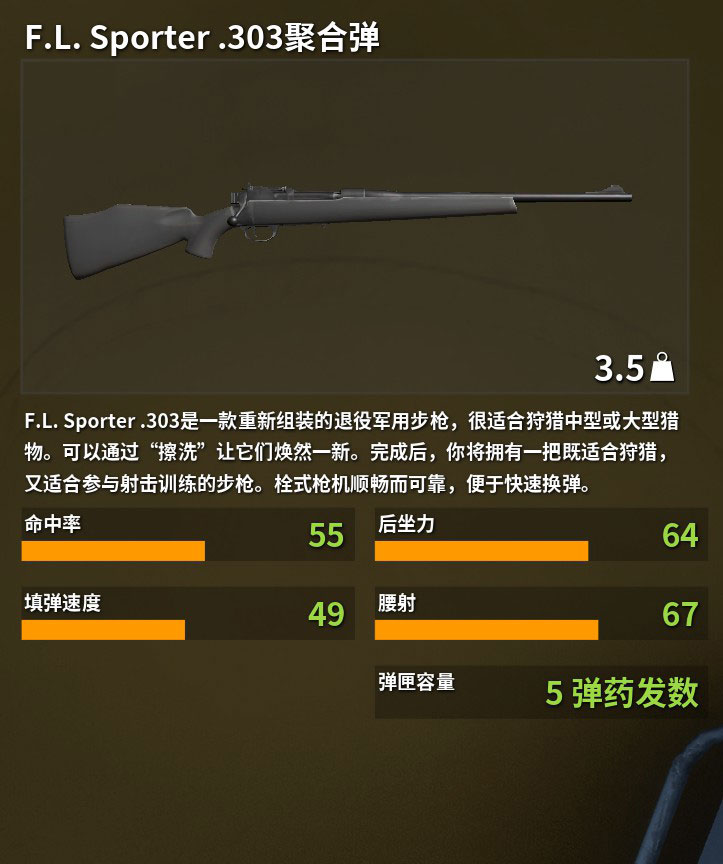 F.L. Sporter .303聚合弹
3.5
F.L. Sporter .303是一款重新组装的退役军用步枪，很适合狩猎中型或大型猎
物。可以通过“擦洗”让它们焕然一新。完成后，你将拥有一把既适合狩猎，
又适合参与射击训练的步枪。栓式枪机顺畅而可靠，便于快速换弹。
命中率
55
后坐力
64
填弹速度
49
腰射
67
弹匣容量
5 弹药发数